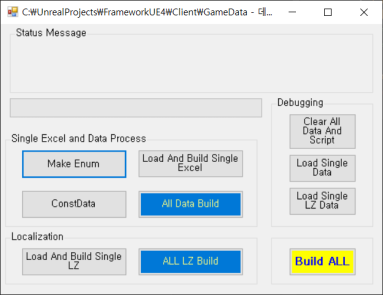 C:₩UnrealProjects₩FrameworkUE4₩Client₩GameData - 데...
Status Message
Debugging
Clear All
Data And
Script
Single Excel and Data Process
Make Enum
Load And Build Single
Excel
Load Single
Data
ConstData
All Data Build
Load Single
LZ Data
Localization
Load And Build Single
LZ
ALL LZ Build
Build ALL